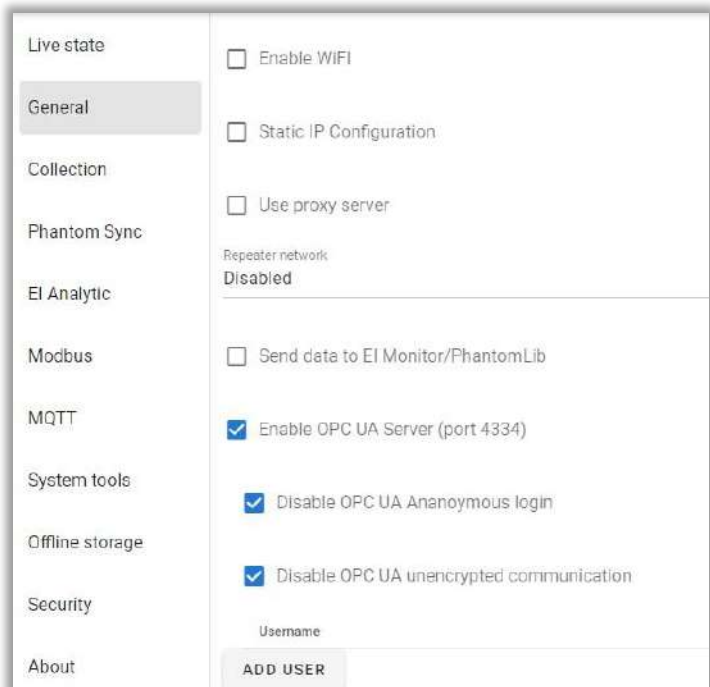 Live state
General
Collection
Phantom Sync
EI Analytic
Modbus
MQTT
System tools
Offline storage
Security
About
Enable WiFI
Static IP Configuration
Use proxy server
Repeater network
Disabled
Send data to EI Monitor/PhantomLib
Enable OPC UA Server (port 4334)
Disable OPC UA Ananoymous login
Disable OPC UA unencrypted communication
Username
ADD USER